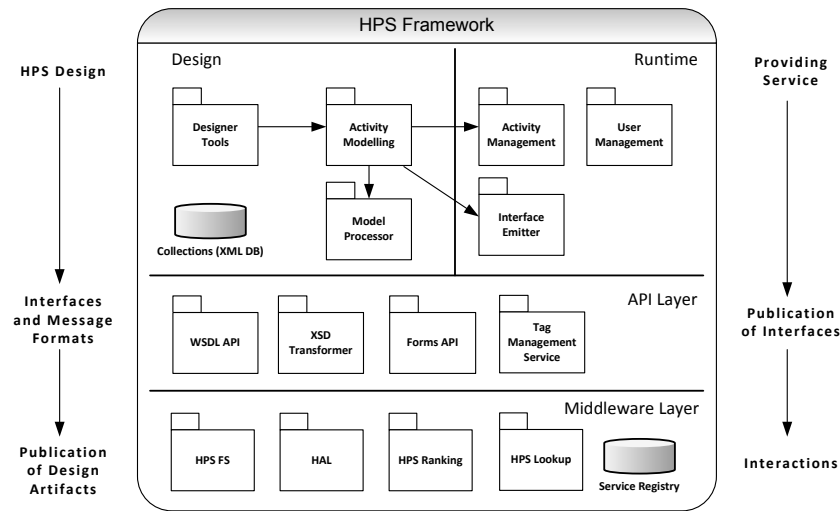 HPS Framework
HPS Design
Interfaces
and Message
Formats
Publication
of Design
Artifacts
Design
Designer
Tools
Activity
Modelling
Model
Processor
Collections (XML DB)
Runtime
Activity
Management
User
Management
Interface
Emitter
API Layer
WSDL API
XSD
Transformer
Forms API
Tag
Management
Service
Middleware Layer
HPS FS
HAL
HPS Ranking
HPS Lookup
Service Registry
Providing
Service
Publication
of Interfaces
Interactions